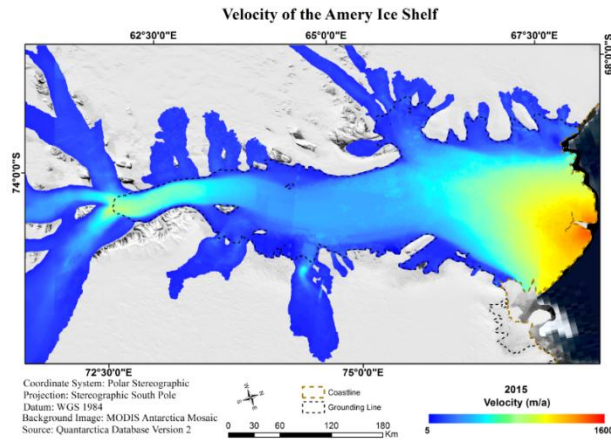 Velocity of the Amery Ice Shelf
62°30'0"E 65°0'0"E 67°30'0"E
68°0'0"S
74°0'0"S
72°30'0"E 75°0'0"E
Coordinate System: Polar Stereographic
Projection: Stereographic South Pole
Datum: WGS 1984
Background Image: MODIS Antarctica Mosaic
Source: Quantarctica Database Version 2
Coastline
Grounding Line
0 30 60 120 180
Km
2015
Velocity (m/a)
5 1600